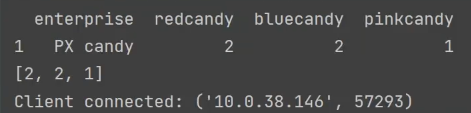 enterprise redcandy bluecandy pinkcandy
1 PX candy 2 2 1
[2, 2, 1]
Client connected: ('10.0.38.146', 57293)